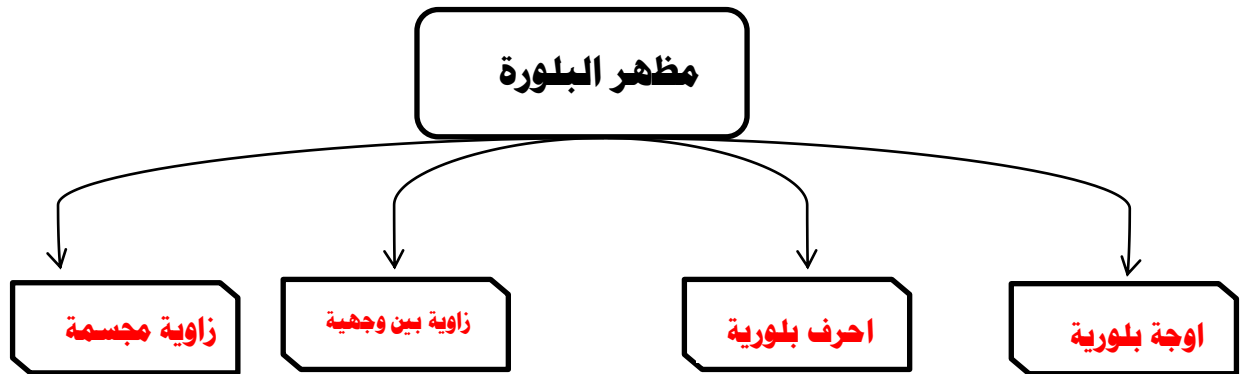 مظهر البلورة
اوجة بلورية
احرف بلورية
زاوية بين وجهية
زاوية مجسمة